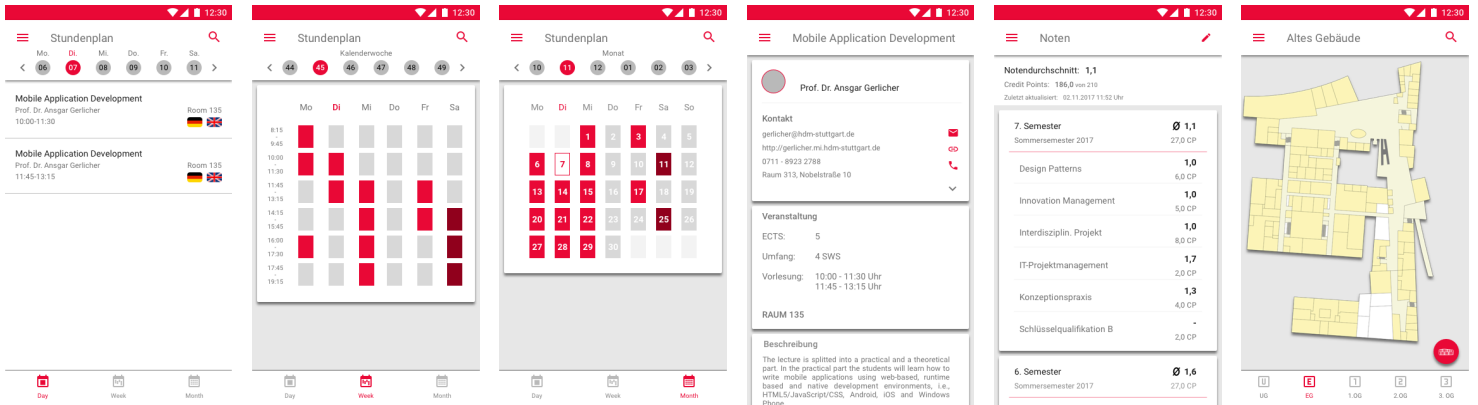 12:30
Stundenplan
Mo. Di. Mi. Do. Fr. Sa.
06 07 08 09 10 11
Mobile Application Development
Prof. Dr. Ansgar Gerlicher Room 135
10:00-11:30
Mobile Application Development
Prof. Dr. Ansgar Gerlicher Room 135
11:45-13:15
Day Week Month
12:30
Stundenplan
Kalenderwoche
44 45 46 47 48 49
Mo Di Mi Do Fr Sa
8:15
-
9:45
10:00
-
11:30
11:45
-
13:15
14:15
-
15:45
16:00
-
17:30
17:45
-
19:15
Day Week Month
12:30
Stundenplan
Monat
10 11 12 01 02 03
Mo Di Mi Do Fr Sa So
1 2 3 4 5
6 7 8 9 10 11 12
13 14 15 16 17 18 19
20 21 22 23 24 25 26
27 28 29 30
Day Week Month
12:30
Mobile Application Development
Prof. Dr. Ansgar Gerlicher
Kontakt
gerlicher@hdm-stuttgart.de
http://gerlicher.mi.hdm-stuttgart.de
0711 - 8923 2788
Raum 313, Nobelstraße 10
Veranstaltung
ECTS: 5
Umfang: 4 SWS
Vorlesung: 10:00 - 11:30 Uhr
11:45 - 13:15 Uhr
RAUM 135
Beschreibung
The lecture is splitted into a practical and a theoretical
part. In the practical part the students will learn how to
write mobile applications using web-based, runtime
based and native development environments, i.e.,
HTML5/JavaScript/CSS, Android, iOS and Windows
Phone
12:30
Noten
Notendurchschnitt: 1,1
Credit Points: 186,0 von 210
Zuletzt aktualisiert: 02.11.2017 11:52 Uhr
7. Semester Ø 1,1
Sommersemester 2017 27,0 CP
Design Patterns 1,0
6,0 CP
Innovation Management 1,0
5,0 CP
Interdisziplin. Projekt 1,0
8,0 CP
IT-Projektmanagement 1,7
2,0 CP
Konzeptionspraxis 1,3
4,0 CP
Schlüsselqualifikation B -
2,0 CP
6. Semester Ø 1,6
Sommersemester 2017 27,0 CP
12:30
Altes Gebäude
U E 1 2 3
UG EG 1.OG 2.OG 3. OG